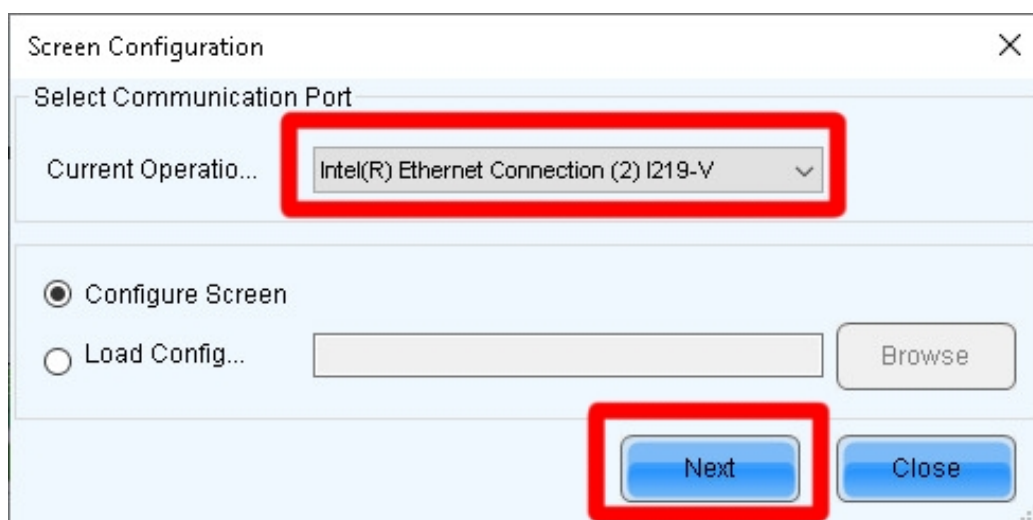 Screen Configuration
Select Communication Port
Current Operatio... Intel(R) Ethernet Connection (2) I219-V
Configure Screen
Load Config... Browse
Next Close